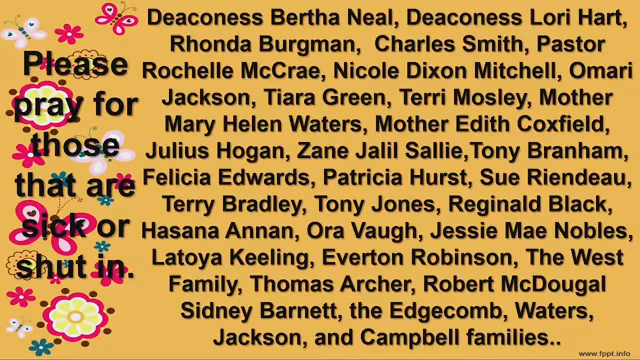 Please
pray for
those
that are
sick or
shut in.
Deaconess Bertha Neal, Deaconess Lori Hart,
Rhonda Burgman, Charles Smith, Pastor
Rochelle McCrae, Nicole Dixon Mitchell, Omari
Jackson, Tiara Green, Terri Mosley, Mother
Mary Helen Waters, Mother Edith Coxfield,
Julius Hogan, Zane Jalil Sallie,Tony Branham,
Felicia Edwards, Patricia Hurst, Sue Riendeau,
Terry Bradley, Tony Jones, Reginald Black,
Hasana Annan, Ora Vaugh, Jessie Mae Nobles,
Latoya Keeling, Everton Robinson, The West
Family, Thomas Archer, Robert McDougal
Sidney Barnett, the Edgecomb, Waters,
Jackson, and Campbell families..
www.fppt.info